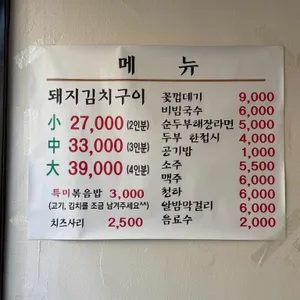 메 뉴
돼지김치구이
小 27,000 (2인분)
中 33,000 (3인분)
大 39,000 (4인분)
특미볶음밥 3,000
(고기, 김치를 조금 남겨주세요^^)
치즈사리 2,500
꽃껍데기 9,000
비빔국수 6,000
순두부해장라면 5,000
두부 한접시 4,000
공기밥 1,000
소주 5,500
맥주 6,000
청하 6,000
알밤막걸리 6,000
음료수 2,000